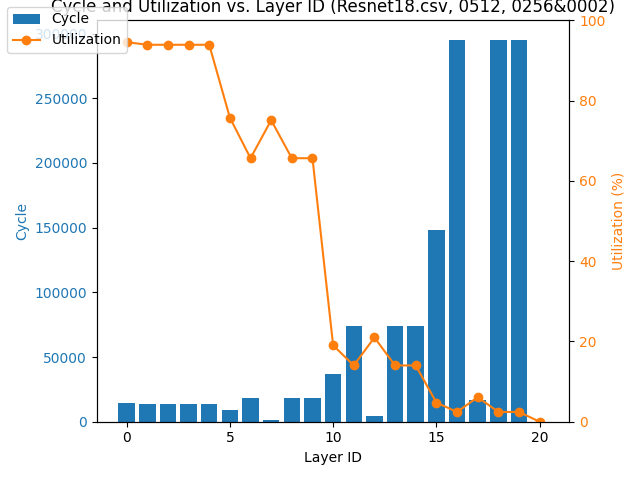 Cycle and Utilization vs. Layer ID (Resnet18.csv, 0512, 0256&0002)
Cycle
Utilization
300000
250000
200000
150000
100000
50000
0
Cycle
100
80
60
40
20
0
Utilization (%)
0 5 10 15 20
Layer ID